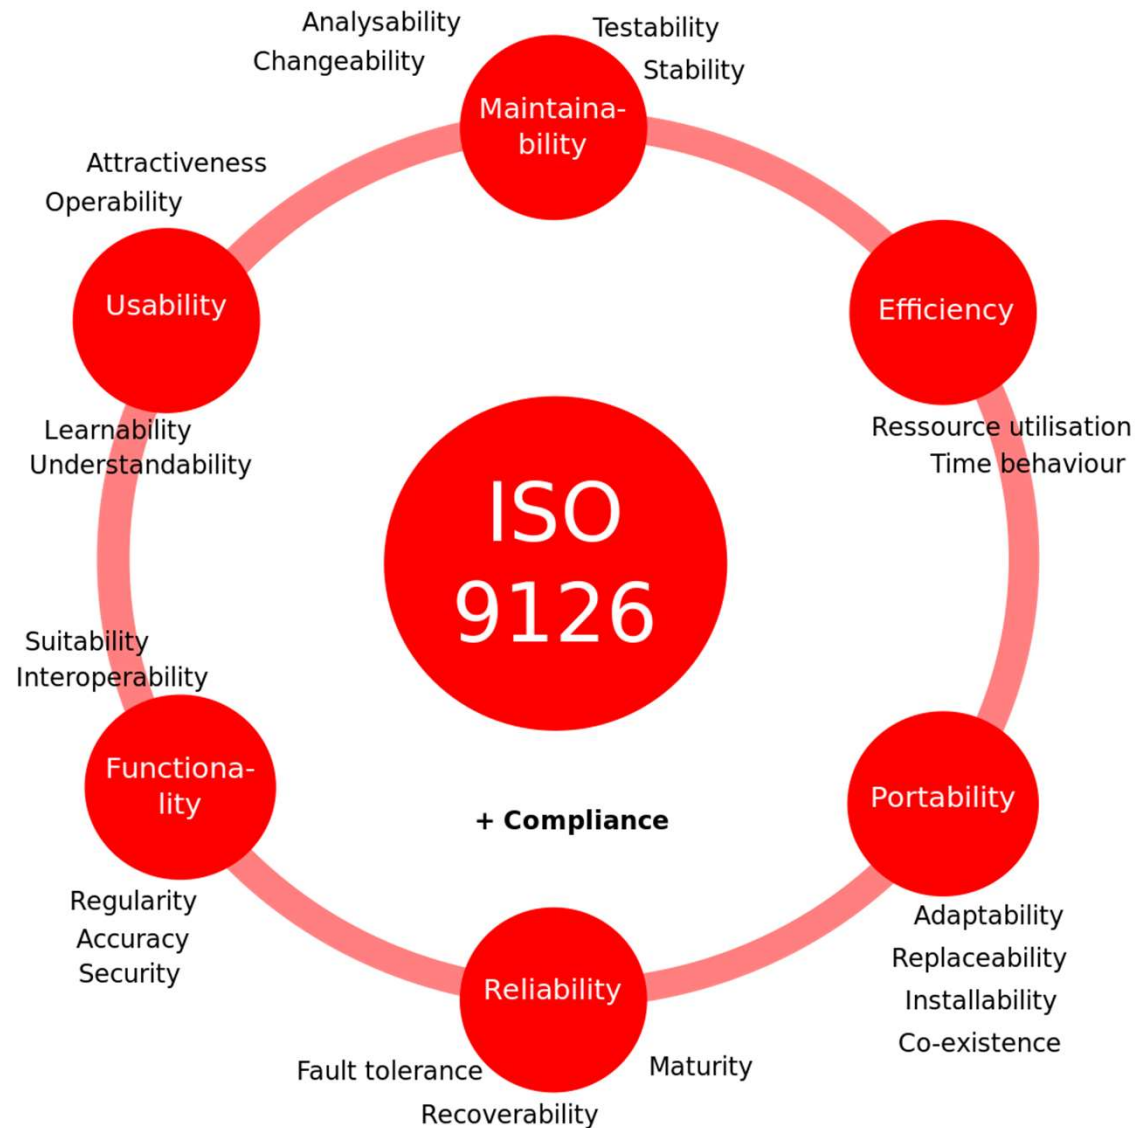 Analysability
Changeability
Testability
Stability
Maintaina-
bility
Attractiveness
Operability
Usability
Learnability
Understandability
Efficiency
Ressource utilisation
Time behaviour
ISO
9126
Suitability
Interoperability
Functiona-
lity
Regularity
Accuracy
Security
+ Compliance
Portability
Adaptability
Replaceability
Installability
Co-existence
Reliability
Fault tolerance
Maturity
Recoverability